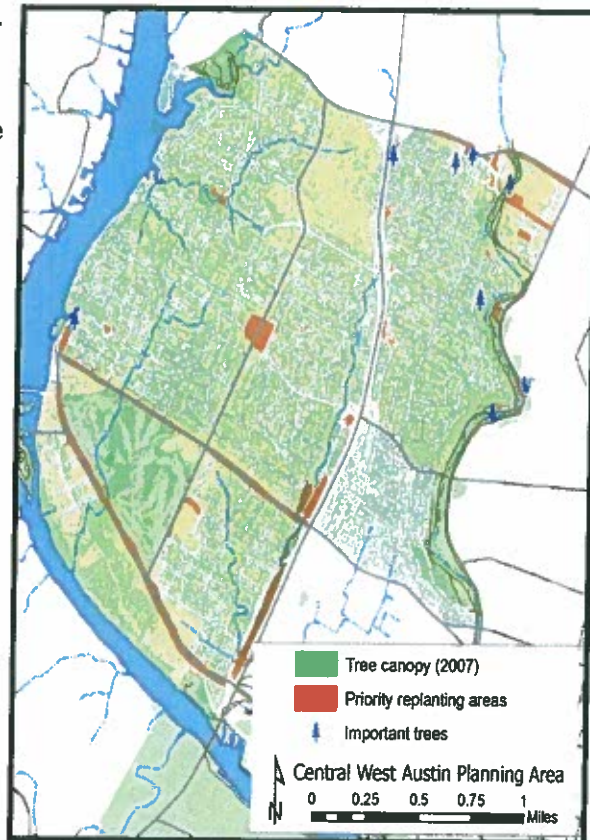 e
Tree canopy (2007)
Priority replanting areas
Important trees
Central West Austin Planning Area
N
0 0.25 0.5 0.75 1
Miles